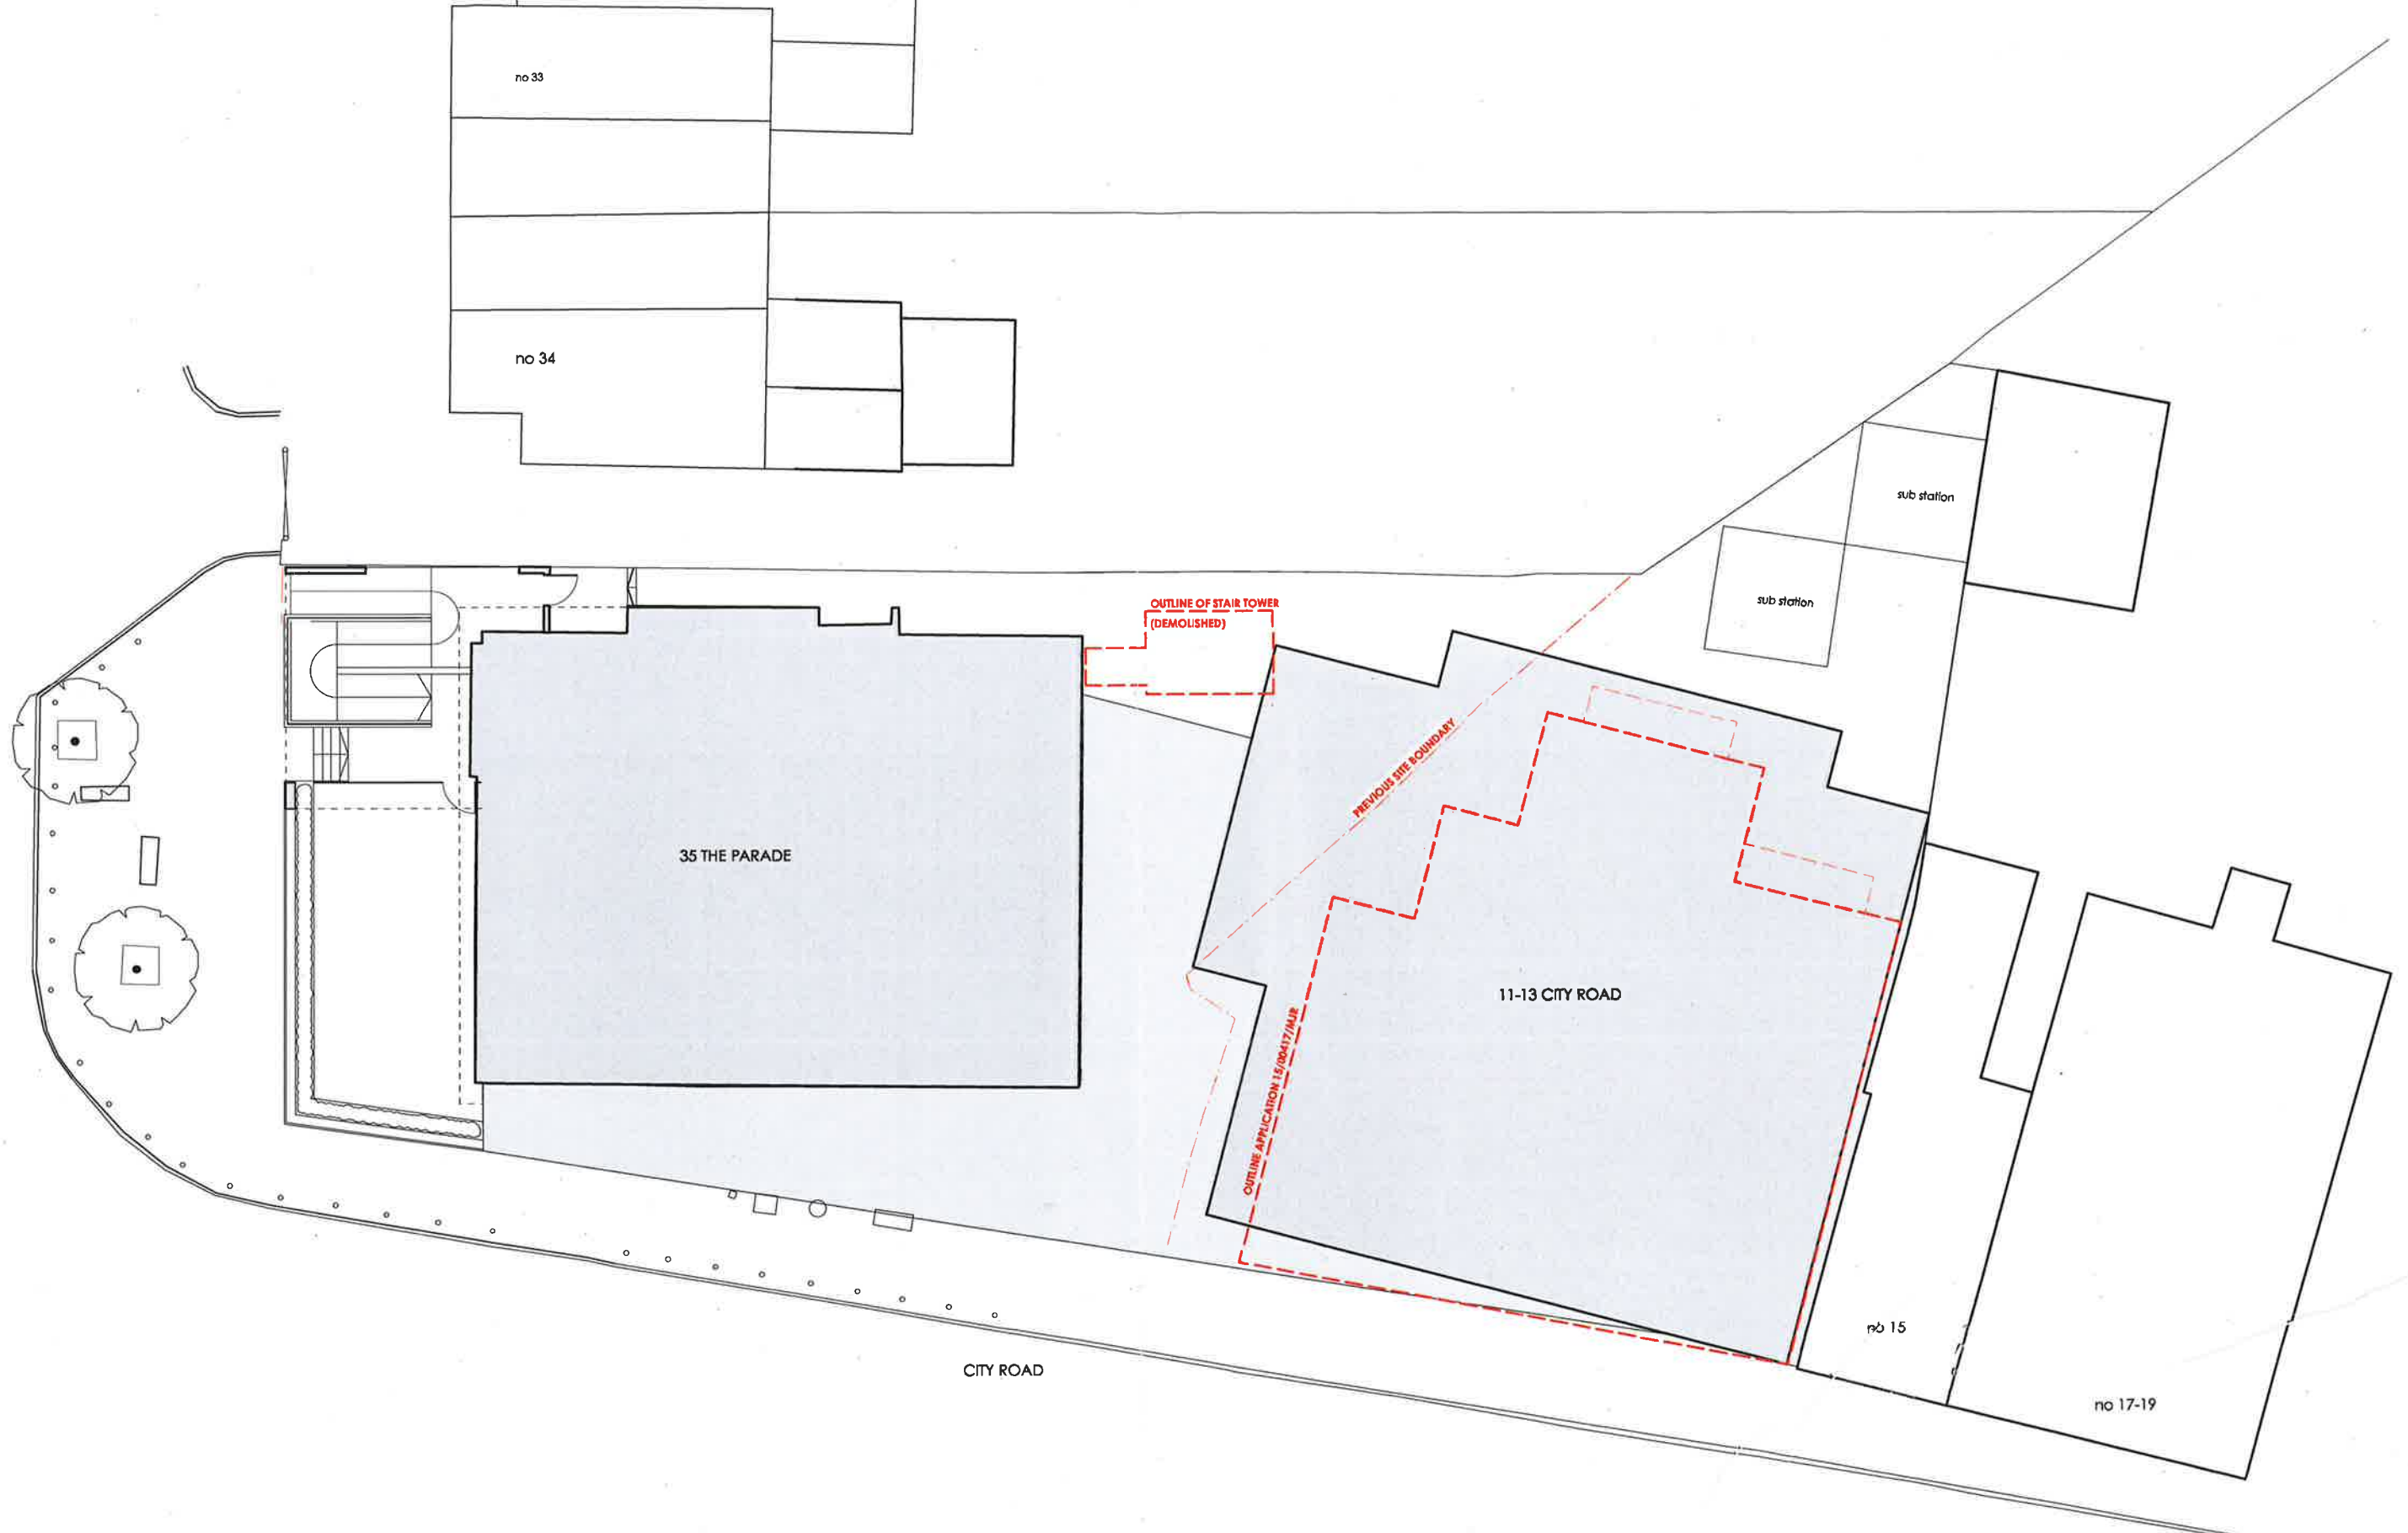 no 33
no 34
sub station
sub station
OUTLINE OF STAIR TOWER
(DEMOLISHED)
PREVIOUS SITE BOUNDARY
35 THE PARADE
11-13 CITY ROAD
OUTLINE APPLICATION 15/00417/MJR
no 15
CITY ROAD
no 17-19